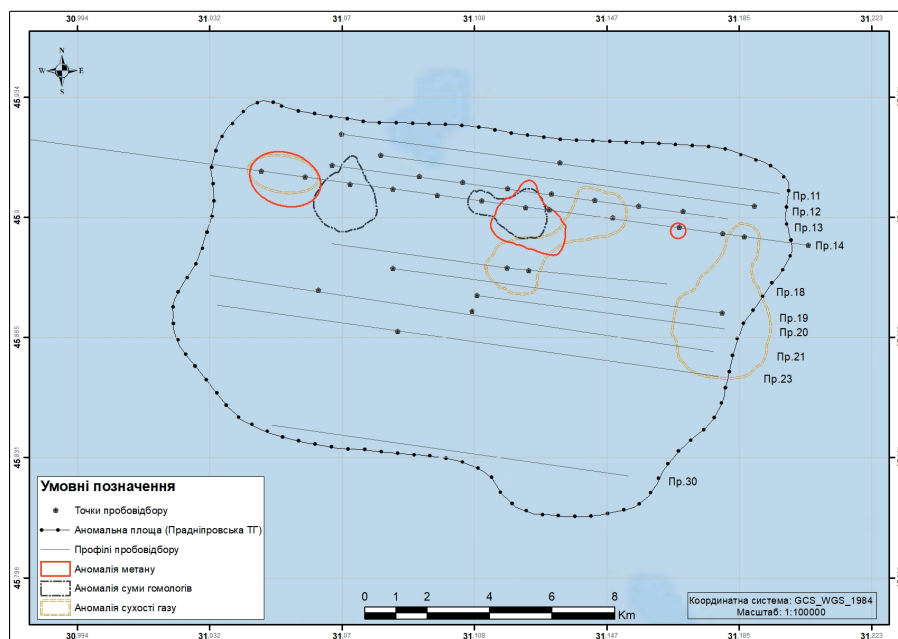 30.994 31.032 31.07 31.108 31.147 31.185 31.223
N
W E
S
45.934
45.9
45.865
45.831
45.796
Пр.11
Пр.12
Пр.13
Пр.14
Пр.18
Пр.19
Пр.20
Пр.21
Пр.23
Пр.30
Умовні позначення
Точки пробовідбору
Аномальна площа (Прадніпровська ТГ)
Профілі пробовідбору
Аномалія метану
Аномалія суми гомологів
Аномалія сухості газу
0 1 2 4 6 8
Km
Координатна система: GCS_WGS_1984
Масштаб: 1:100000
30.994 31.032 31.07 31.108 31.147 31.185 31.223